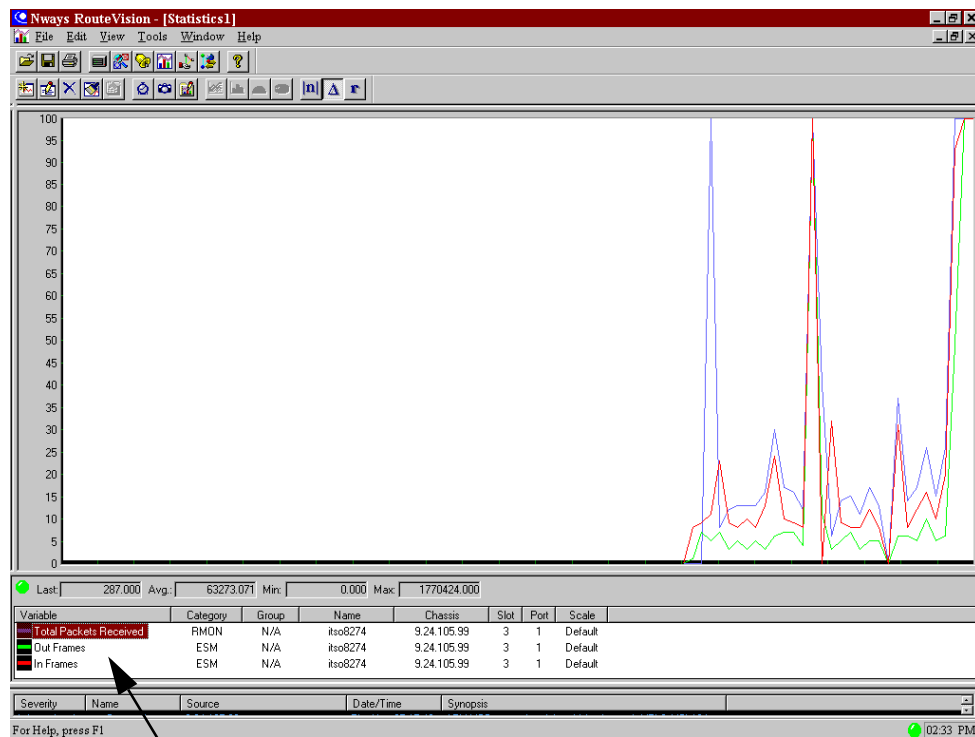 Nways RouteVision - [Statistics1]
File Edit View Tools Window Help
n Δ r
100
95
90
85
80
75
70
65
60
55
50
45
40
35
30
25
20
15
10
5
0
Last: 287.000 Avg.: 63273.071 Min: 0.000 Max: 1770424.000
Variable Category Group Name Chassis Slot Port Scale
Total Packets Received RMON N/A itso8274 9.24.105.99 3 1 Default
Out Frames ESM N/A itso8274 9.24.105.99 3 1 Default
In Frames ESM N/A itso8274 9.24.105.99 3 1 Default
Severity Name Source Date/Time Synopsis
For Help, press F1 02:33 PM